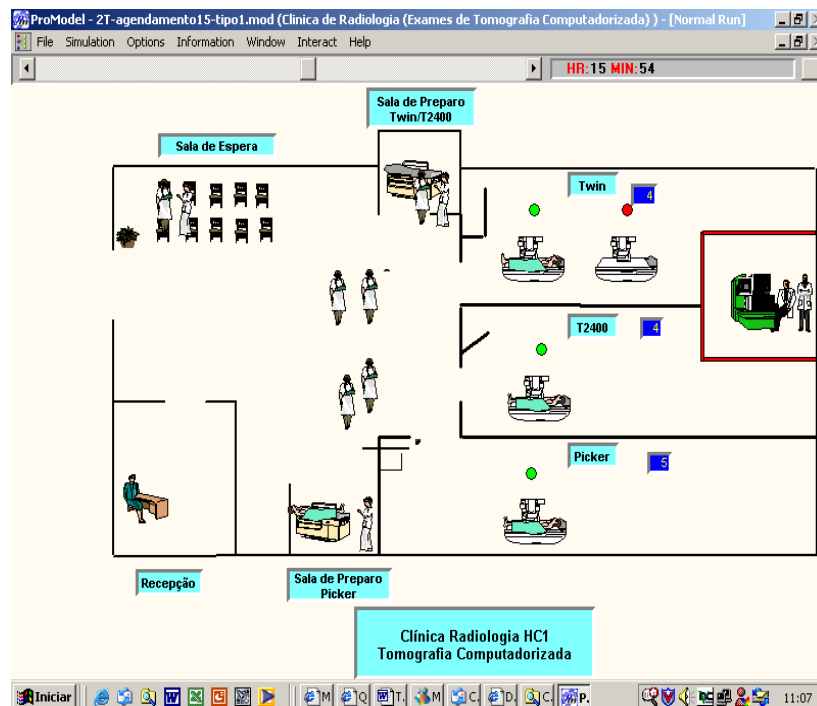 ProModel - 2T-agendamento15-tipo1.mod (Clinica de Radiologia (Exames de Tomografia Computadorizada) ) - [Normal Run]
File Simulation Options Information Window Interact Help
HR:15 MIN:54
Sala de Preparo
Twin/T2400
Sala de Espera
Twin
4
T2400
4
Picker
5
Recepção
Sala de Preparo
Picker
Clínica Radiologia HC1
Tomografia Computadorizada
Iniciar M Q T. M C. D. C. P. 11:07